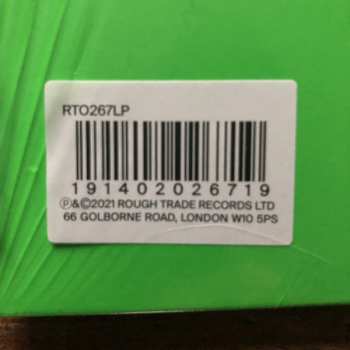 RTO267LP
191402026719
℗&©2021 ROUGH TRADE RECORDS LTD
66 GOLBORNE ROAD, LONDON W10 5PS